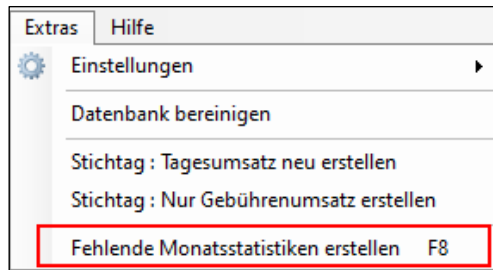 Extras Hilfe
Einstellungen
Datenbank bereinigen
Stichtag : Tagesumsatz neu erstellen
Stichtag : Nur Gebührenumsatz erstellen
Fehlende Monatsstatistiken erstellen F8